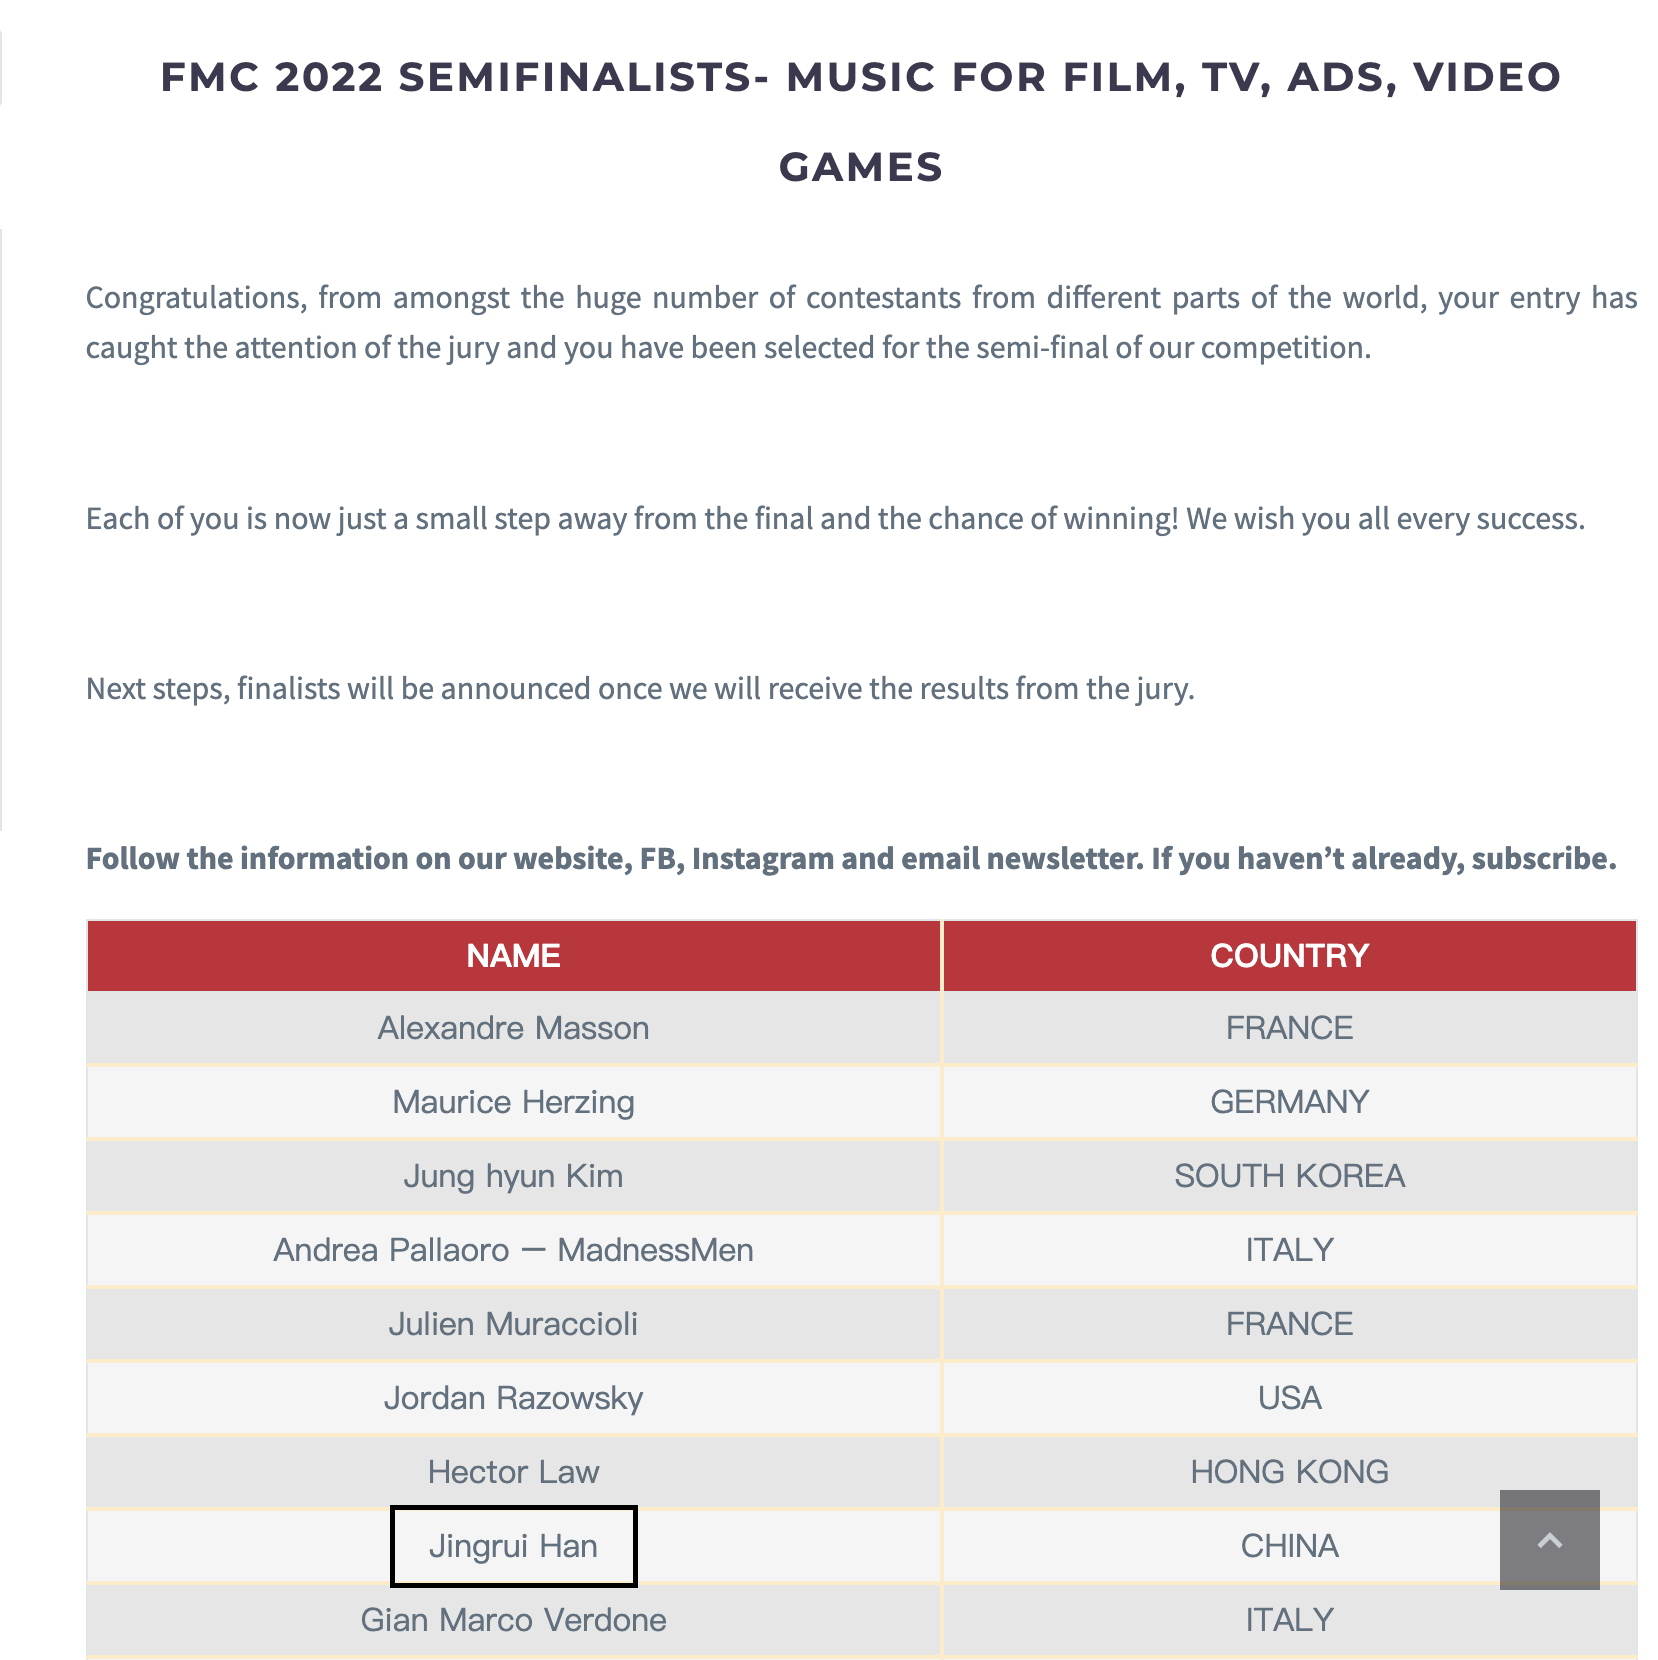 FMC 2022 SEMIFINALISTS- MUSIC FOR FILM, TV, ADS, VIDEO
GAMES
Congratulations, from amongst the huge number of contestants from different parts of the world, your entry has
caught the attention of the jury and you have been selected for the semi-final of our competition.
Each of you is now just a small step away from the final and the chance of winning! We wish you all every success.
Next steps, finalists will be announced once we will receive the results from the jury.
Follow the information on our website, FB, Instagram and email newsletter. If you haven’t already, subscribe.
NAME COUNTRY
Alexandre Masson FRANCE
Maurice Herzing GERMANY
Jung hyun Kim SOUTH KOREA
Andrea Pallaoro – MadnessMen ITALY
Julien Muraccioli FRANCE
Jordan Razowsky USA
Hector Law HONG KONG
Jingrui Han CHINA
Gian Marco Verdone ITALY